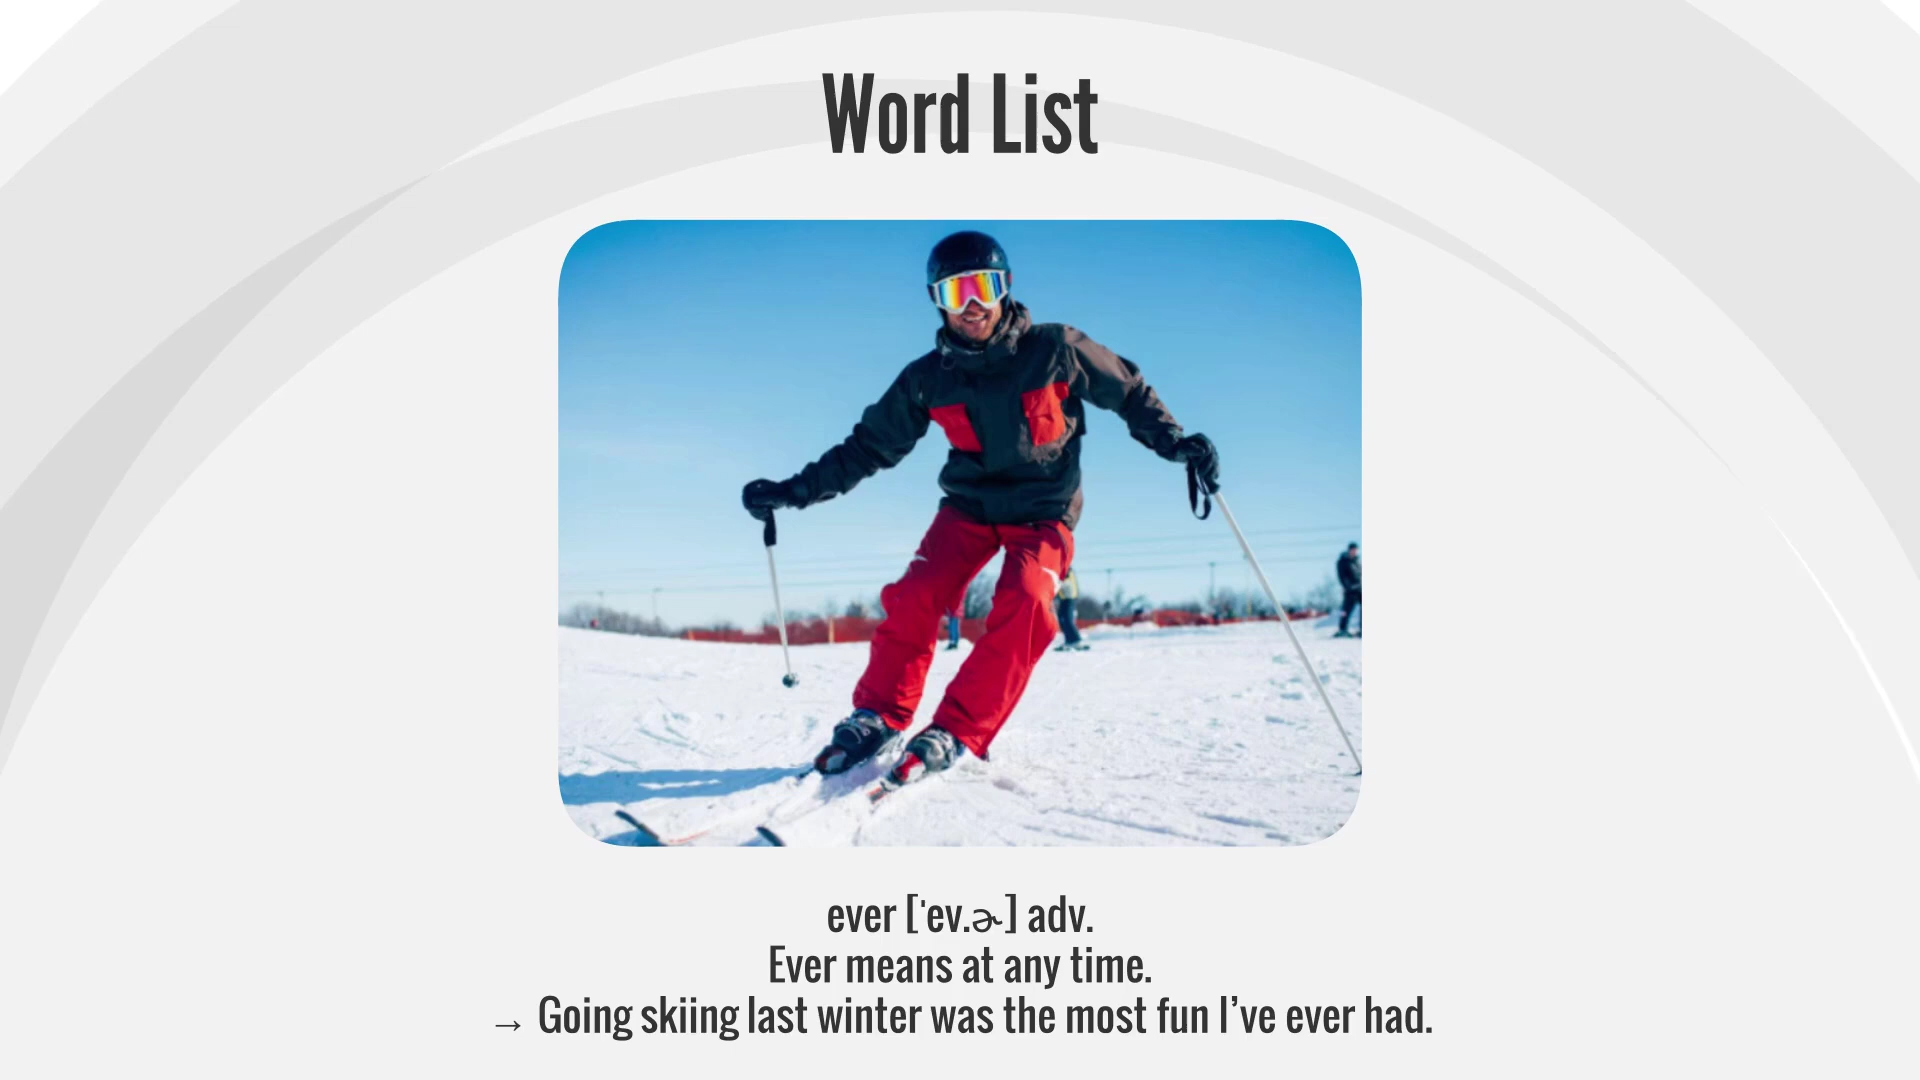 Word List
ever [ˈev.ɚ] adv.
Ever means at any time.
→ Going skiing last winter was the most fun I’ve ever had.